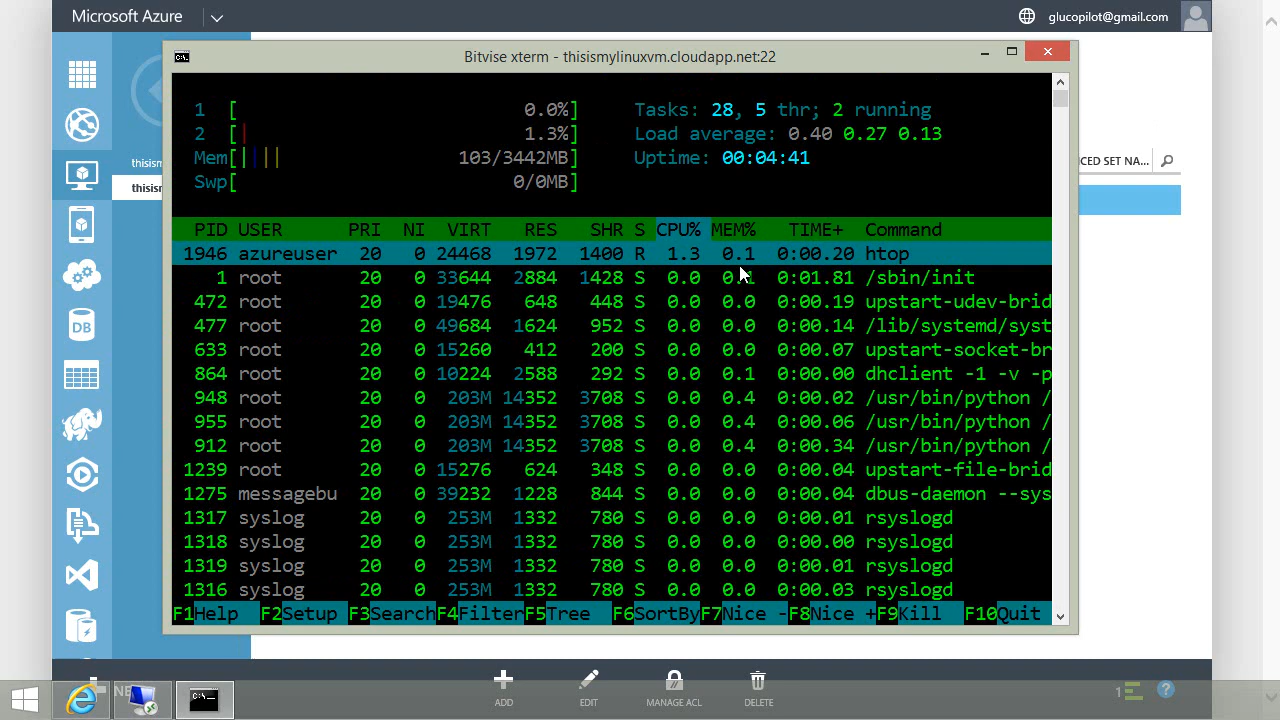 Microsoft Azure
glucopilot@gmail.com
Bitvise xterm - thisismylinuxvm.cloudapp.net:22
1 [ 0.0%] Tasks: 28, 5 thr; 2 running
2 [| 1.3%] Load average: 0.40 0.27 0.13
Mem[|||| 103/3442MB] Uptime: 00:04:41
Swp[ 0/0MB]
thisism
thisism
CED SET NA...
PID USER PRI NI VIRT RES SHR S CPU% MEM% TIME+ Command
1946 azureuser 20 0 24468 1972 1400 R 1.3 0.1 0:00.20 htop
1 root 20 0 33644 2884 1428 S 0.0 0.1 0:01.81 /sbin/init
472 root 20 0 19476 648 448 S 0.0 0.0 0:00.19 upstart-udev-brid
477 root 20 0 49684 1624 952 S 0.0 0.0 0:00.14 /lib/systemd/syst
633 root 20 0 15260 412 200 S 0.0 0.0 0:00.07 upstart-socket-br
864 root 20 0 10224 2588 292 S 0.0 0.1 0:00.00 dhclient -1 -v -p
948 root 20 0 203M 14352 3708 S 0.0 0.4 0:00.02 /usr/bin/python /
955 root 20 0 203M 14352 3708 S 0.0 0.4 0:00.06 /usr/bin/python /
912 root 20 0 203M 14352 3708 S 0.0 0.4 0:00.34 /usr/bin/python /
1239 root 20 0 15276 624 348 S 0.0 0.0 0:00.04 upstart-file-brid
1275 messagebu 20 0 39232 1228 844 S 0.0 0.0 0:00.04 dbus-daemon --sys
1317 syslog 20 0 253M 1332 780 S 0.0 0.0 0:00.01 rsyslogd
1318 syslog 20 0 253M 1332 780 S 0.0 0.0 0:00.00 rsyslogd
1319 syslog 20 0 253M 1332 780 S 0.0 0.0 0:00.01 rsyslogd
1316 syslog 20 0 253M 1332 780 S 0.0 0.0 0:00.03 rsyslogd
F1Help F2Setup F3SearchF4FilterF5Tree F6SortByF7Nice -F8Nice +F9Kill F10Quit
DB
NE
ADD
EDIT
MANAGE ACL
DELETE
1